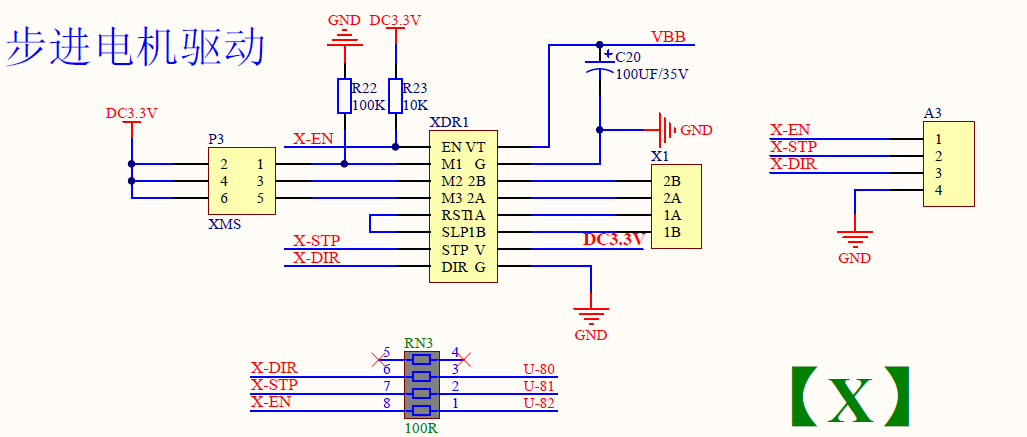 步进电机驱动
GND DC3.3V
VBB
C20
100UF/35V
R22 R23
100K 10K
DC3.3V
XDR1
A3
P3
X-EN
EN VT
GND
X-EN
1
2 1
M1 G
X1
X-STP
2
4 3
M2 2B
2B
X-DIR
3
6 5
M3 2A
2A
4
RST1A
1A
XMS
SLP1B
1B
X-STP
STP V
DC3.3V
X-DIR
DIR G
GND
GND
RN3
5 4
X-DIR 6 3 U-80
X-STP 7 2 U-81
X-EN 8 1 U-82
100R
【X】